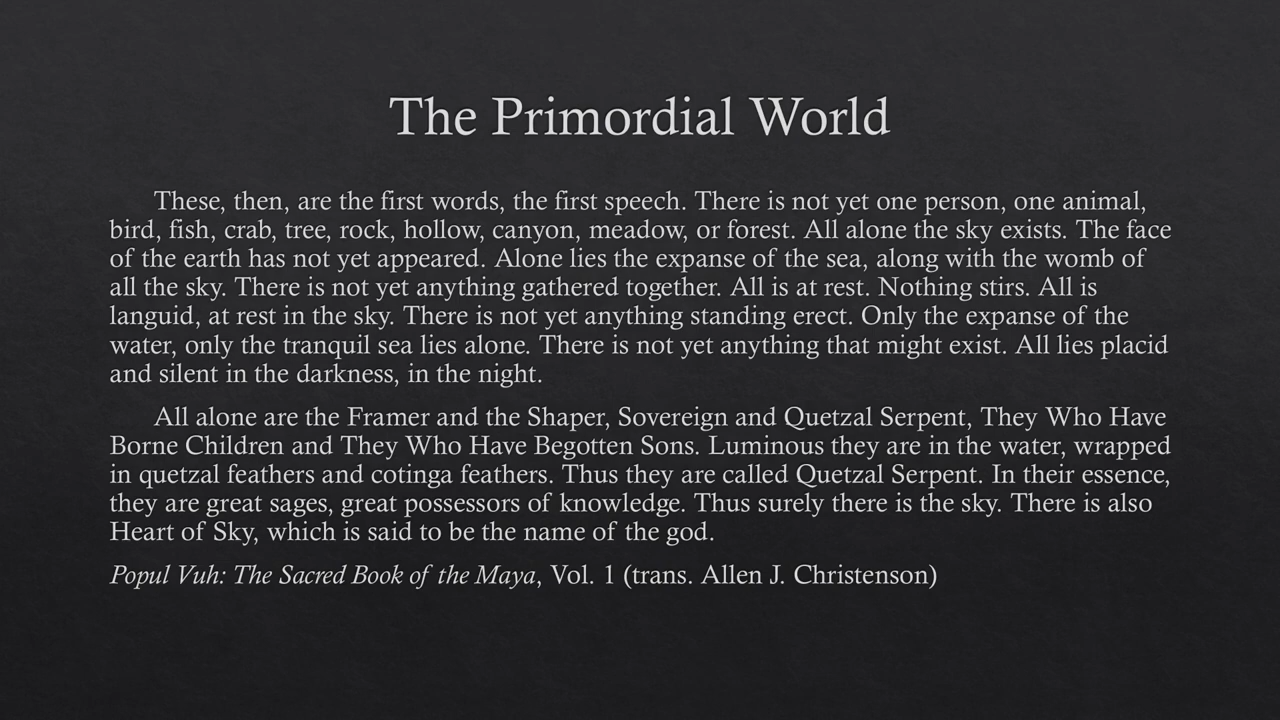 The Primordial World
These, then, are the first words, the first speech. There is not yet one person, one animal,
bird, fish, crab, tree, rock, hollow, canyon, meadow, or forest. All alone the sky exists. The face
of the earth has not yet appeared. Alone lies the expanse of the sea, along with the womb of
all the sky. There is not yet anything gathered together. All is at rest. Nothing stirs. All is
languid, at rest in the sky. There is not yet anything standing erect. Only the expanse of the
water, only the tranquil sea lies alone. There is not yet anything that might exist. All lies placid
and silent in the darkness, in the night.
All alone are the Framer and the Shaper, Sovereign and Quetzal Serpent, They Who Have
Borne Children and They Who Have Begotten Sons. Luminous they are in the water, wrapped
in quetzal feathers and cotinga feathers. Thus they are called Quetzal Serpent. In their essence,
they are great sages, great possessors of knowledge. Thus surely there is the sky. There is also
Heart of Sky, which is said to be the name of the god.
Popul Vuh: The Sacred Book of the Maya, Vol. 1 (trans. Allen J. Christenson)